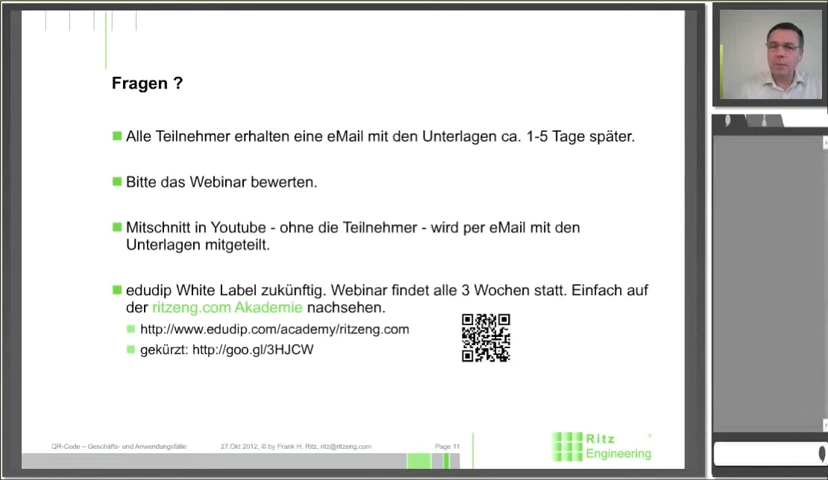 Fragen ?
Alle Teilnehmer erhalten eine eMail mit den Unterlagen ca. 1-5 Tage später.
Bitte das Webinar bewerten.
Mitschnitt in Youtube - ohne die Teilnehmer - wird per eMail mit den
Unterlagen mitgeteilt.
edudip White Label zukünftig. Webinar findet alle 3 Wochen statt. Einfach auf
der ritzeng.com Akademie nachsehen.
http://www.edudip.com/academy/ritzeng.com
gekürzt: http://goo.gl/3HJCW
QR-Code – Geschäfts- und Anwendungsfälle 27.Okt 2012, © by Frank H. Ritz, ritz@ritzeng.com Page 11
Ritz
Engineering